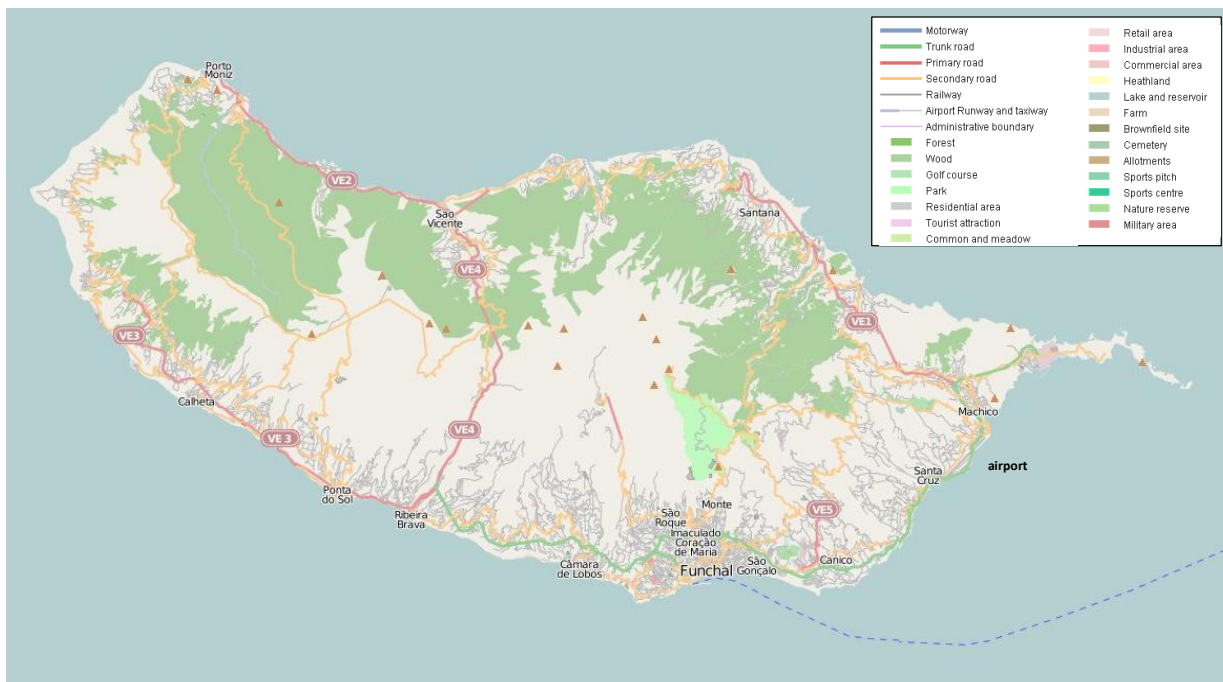 Motorway
Trunk road
Primary road
Secondary road
Railway
Airport Runway and taxiway
Administrative boundary
Forest
Wood
Golf course
Park
Residential area
Tourist attraction
Common and meadow
Retail area
Industrial area
Commercial area
Heathland
Lake and reservoir
Farm
Brownfield site
Cemetery
Allotments
Sports pitch
Sports centre
Nature reserve
Military area
Porto
Moniz
VE2
São
Vicente
Santana
VE4
VE1
VE3
Calheta
Machico
VE4
VE 3
airport
Santa
Cruz
Ponta
do Sol
Ribeira
Brava
Monte
VE5
São
Roque
Imaculado
Coração
de Maria
Câmara
de Lobos
Funchal
São
Gonçalo
Canico